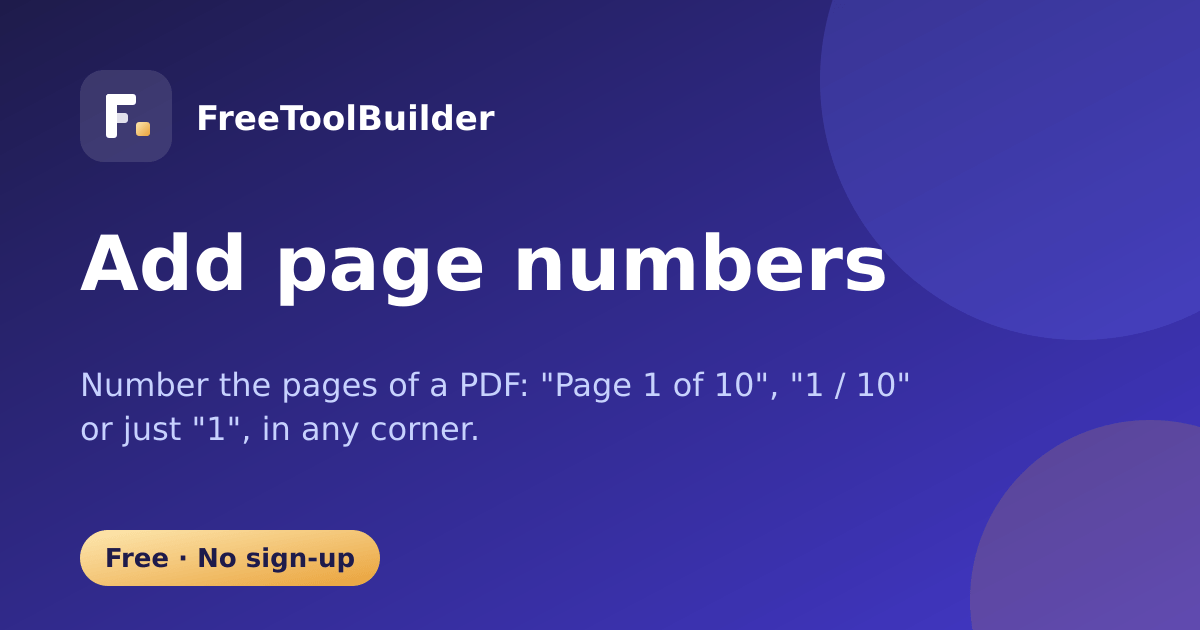 F.
FreeToolBuilder
Add page numbers
Number the pages of a PDF: "Page 1 of 10", "1 / 10"
or just "1", in any corner.
Free · No sign-up